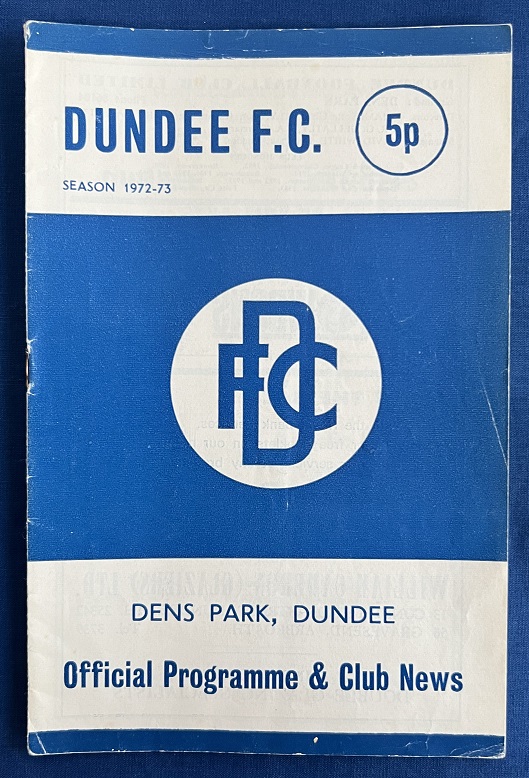 DUNDEE F.C.
5p
SEASON 1972-73
DFC
DENS PARK, DUNDEE
Official Programme & Club News